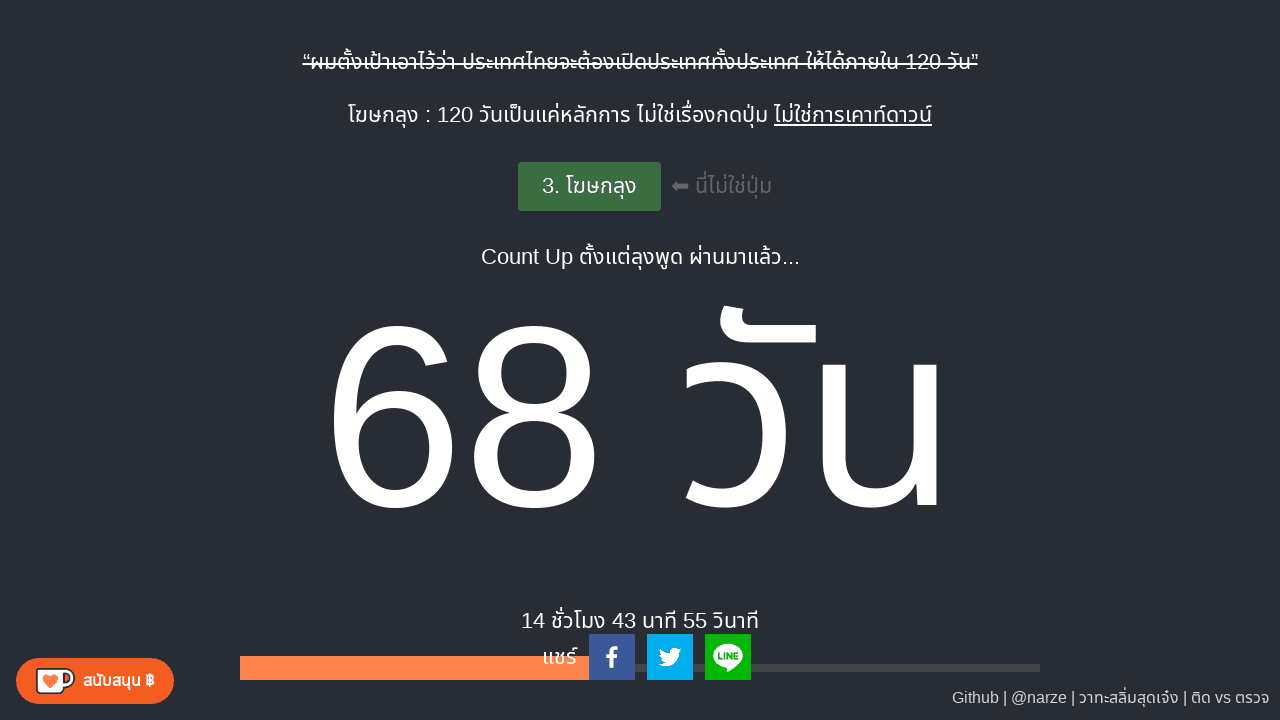 “ผมตั้งเป้าเอาไว้ว่า ประเทศไทยจะต้องเปิดประเทศทั้งประเทศ ให้ได้ภายใน 120 วัน”
โฆษกลุง : 120 วันเป็นแค่หลักการ ไม่ใช่เรื่องกดปุ่ม ไม่ใช่การเคาท์ดาวน์
3. โฆษกลุง ⬅ นี่ไม่ใช่ปุ่ม
Count Up ตั้งแต่ลุงพูด ผ่านมาแล้ว...
68 วัน
14 ชั่วโมง 43 นาที 55 วินาที
แชร์ LINE
สนับสนุน ฿
Github | @narze | วาทะสลิ่มสุดเจ๋ง | ติด vs ตรวจ